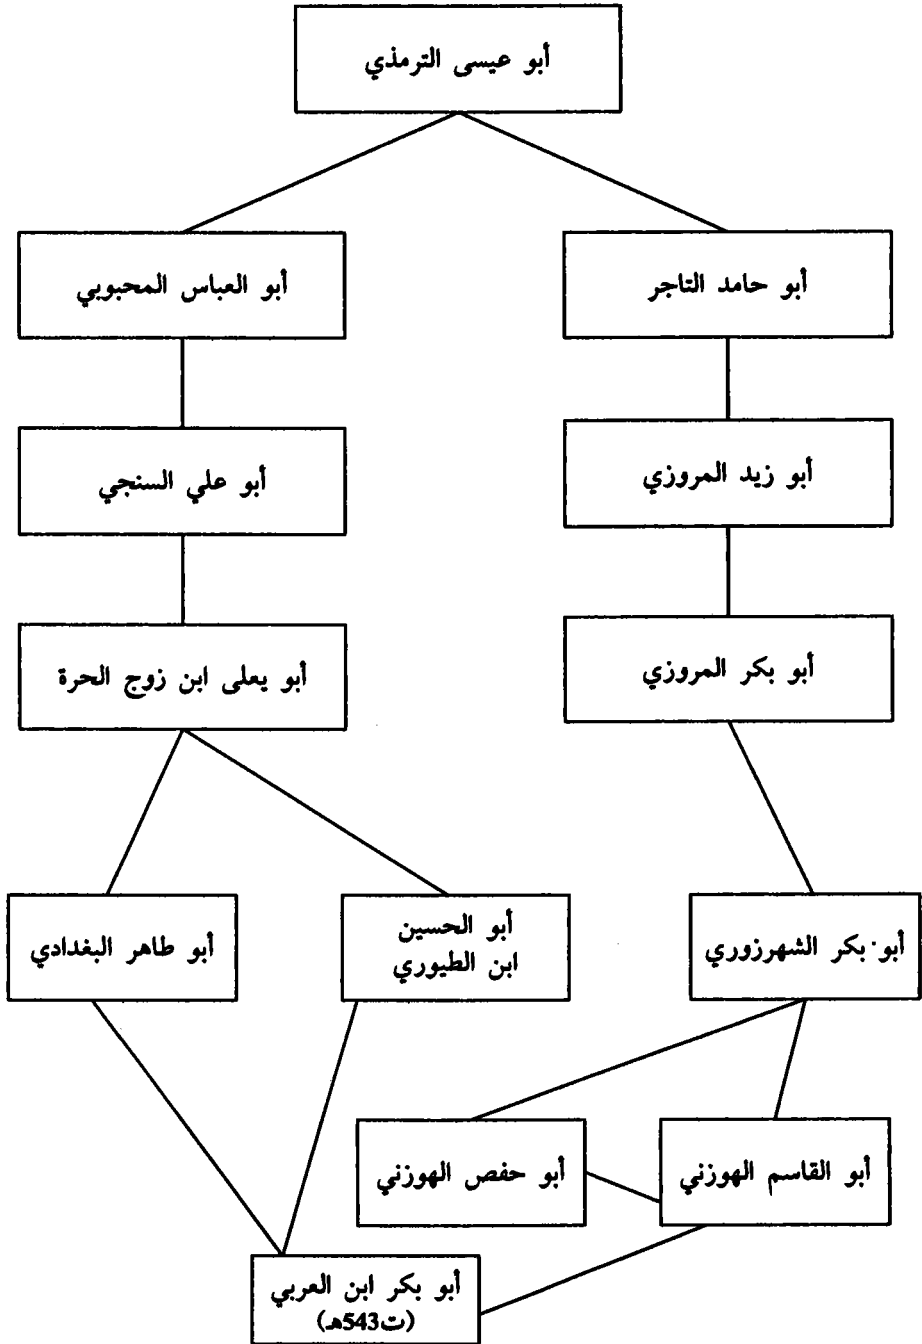 أبو عيسى الترمذي
أبو حامد التاجر
أبو العباس المحبوبي
أبو زيد المروزي
أبو علي السنجي
أبو بكر المروزي
أبو يعلى ابن زوج الحرة
أبو بكر الشهرزوري
أبو الحسين
ابن الطيوري
أبو طاهر البغدادي
أبو القاسم الهوزني
أبو حفص الهوزني
أبو بكر ابن العربي
(ت543هـ)